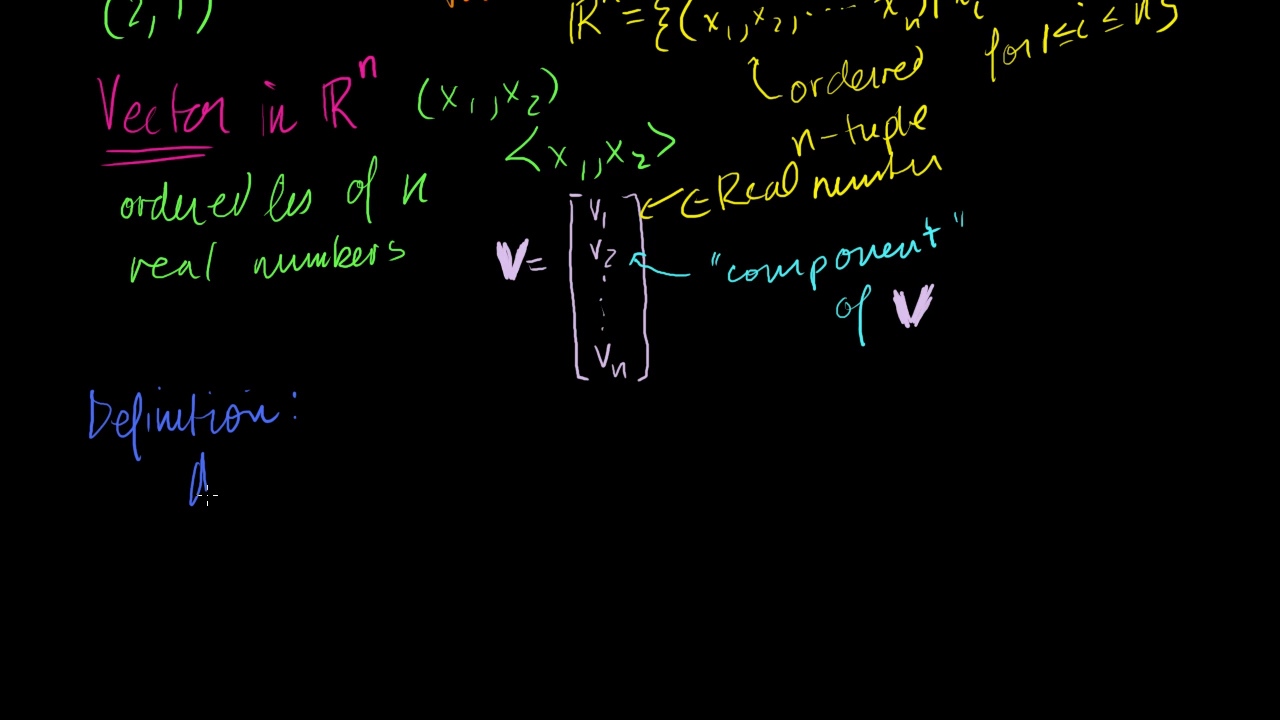 (2,1)
ℝⁿ = {(x₁,x₂,.... xₙ) |
for 1≤i≤n}
ordered
n-tuple
Vector in ℝⁿ (x₁,x₂)
<x₁,x₂>
ordered lis of n
real numbers
∈ Real number
V = [v₁
v₂
⋮
vₙ]
"component"
of V
Definition:
A